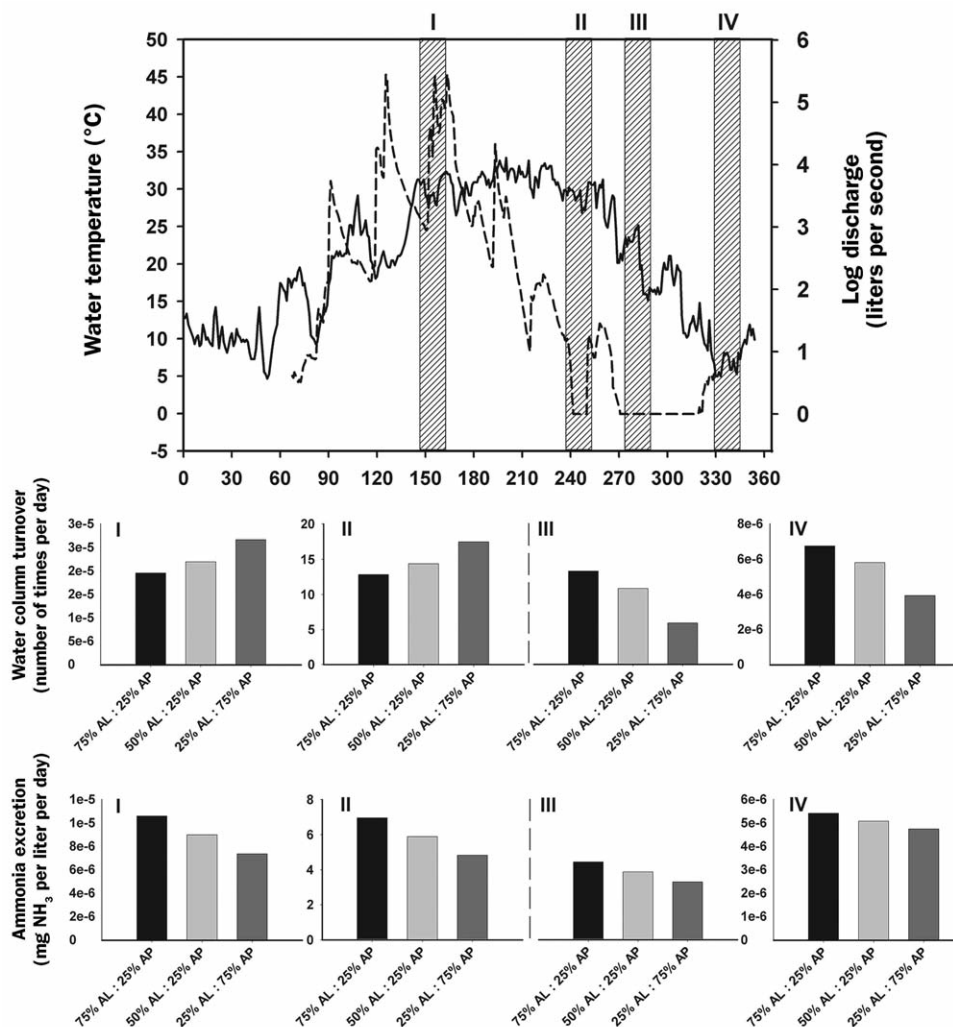 I II III IV
50 6
45
40 5
35 4
30
25 3
20
15 2
10 1
5
0 0
-5
Water temperature (°C)
Log discharge
(liters per second)
0 30 60 90 120 150 180 210 240 270 300 330 360
Water column turnover
(number of times per day)
I
3e-5
3e-5
2e-5
2e-5
1e-5
5e-6
0
75% AL : 25% AP
50% AL : 25% AP
25% AL : 75% AP
II
20
15
10
5
0
75% AL : 25% AP
50% AL : 25% AP
25% AL : 75% AP
III
75% AL : 25% AP
50% AL : 25% AP
25% AL : 75% AP
IV
8e-6
6e-6
4e-6
2e-6
0
75% AL : 25% AP
50% AL : 25% AP
25% AL : 75% AP
Ammonia excretion
(mg NH₃ per liter per day)
I
1e-5
1e-5
8e-6
6e-6
4e-6
2e-6
0
75% AL : 25% AP
50% AL : 25% AP
25% AL : 75% AP
II
8
6
4
2
0
75% AL : 25% AP
50% AL : 25% AP
25% AL : 75% AP
III
75% AL : 25% AP
50% AL : 25% AP
25% AL : 75% AP
IV
6e-6
5e-6
4e-6
3e-6
2e-6
1e-6
0
75% AL : 25% AP
50% AL : 25% AP
25% AL : 75% AP